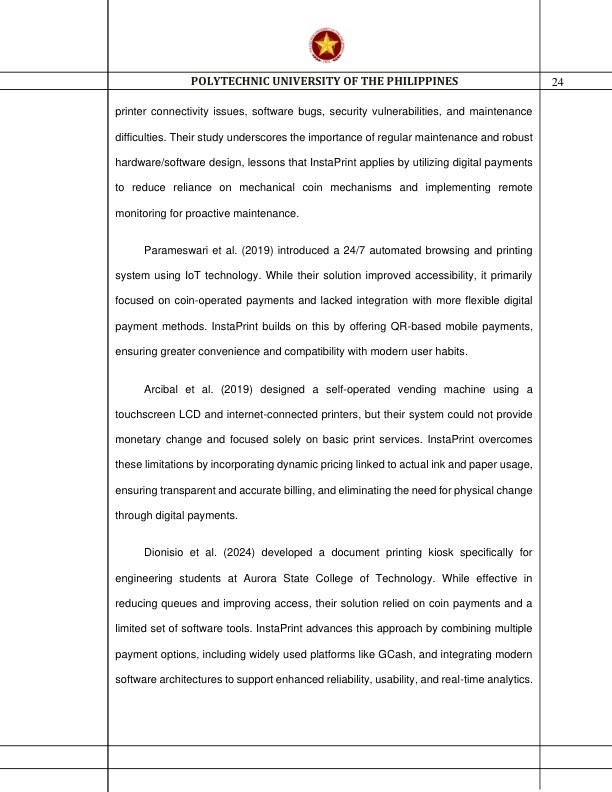 POLYTECHNIC UNIVERSITY OF THE PHILIPPINES
24
printer connectivity issues, software bugs, security vulnerabilities, and maintenance
difficulties. Their study underscores the importance of regular maintenance and robust
hardware/software design, lessons that InstaPrint applies by utilizing digital payments
to reduce reliance on mechanical coin mechanisms and implementing remote
monitoring for proactive maintenance.
Parameswari et al. (2019) introduced a 24/7 automated browsing and printing
system using IoT technology. While their solution improved accessibility, it primarily
focused on coin-operated payments and lacked integration with more flexible digital
payment methods. InstaPrint builds on this by offering QR-based mobile payments,
ensuring greater convenience and compatibility with modern user habits.
Arcibal et al. (2019) designed a self-operated vending machine using a
touchscreen LCD and internet-connected printers, but their system could not provide
monetary change and focused solely on basic print services. InstaPrint overcomes
these limitations by incorporating dynamic pricing linked to actual ink and paper usage,
ensuring transparent and accurate billing, and eliminating the need for physical change
through digital payments.
Dionisio et al. (2024) developed a document printing kiosk specifically for
engineering students at Aurora State College of Technology. While effective in
reducing queues and improving access, their solution relied on coin payments and a
limited set of software tools. InstaPrint advances this approach by combining multiple
payment options, including widely used platforms like GCash, and integrating modern
software architectures to support enhanced reliability, usability, and real-time analytics.